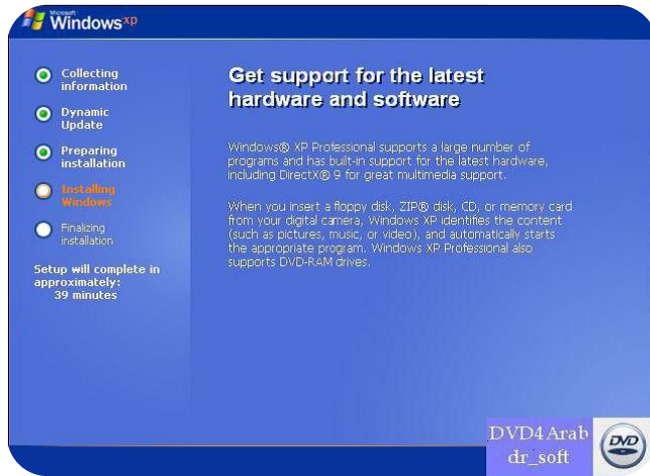 Microsoft
Windows xp
Collecting
information
Dynamic
Update
Preparing
installation
Installing
Windows
Finalizing
installation
Setup will complete in
approximately:
39 minutes
Get support for the latest
hardware and software
Windows® XP Professional supports a large number of
programs and has built-in support for the latest hardware,
including DirectX® 9 for great multimedia support.
When you insert a floppy disk, ZIP® disk, CD, or memory card
from your digital camera, Windows XP identifies the content
(such as pictures, music, or video), and automatically starts
the appropriate program. Windows XP Professional also
supports DVD-RAM drives.
DVD4Arab
dr_soft
DVD